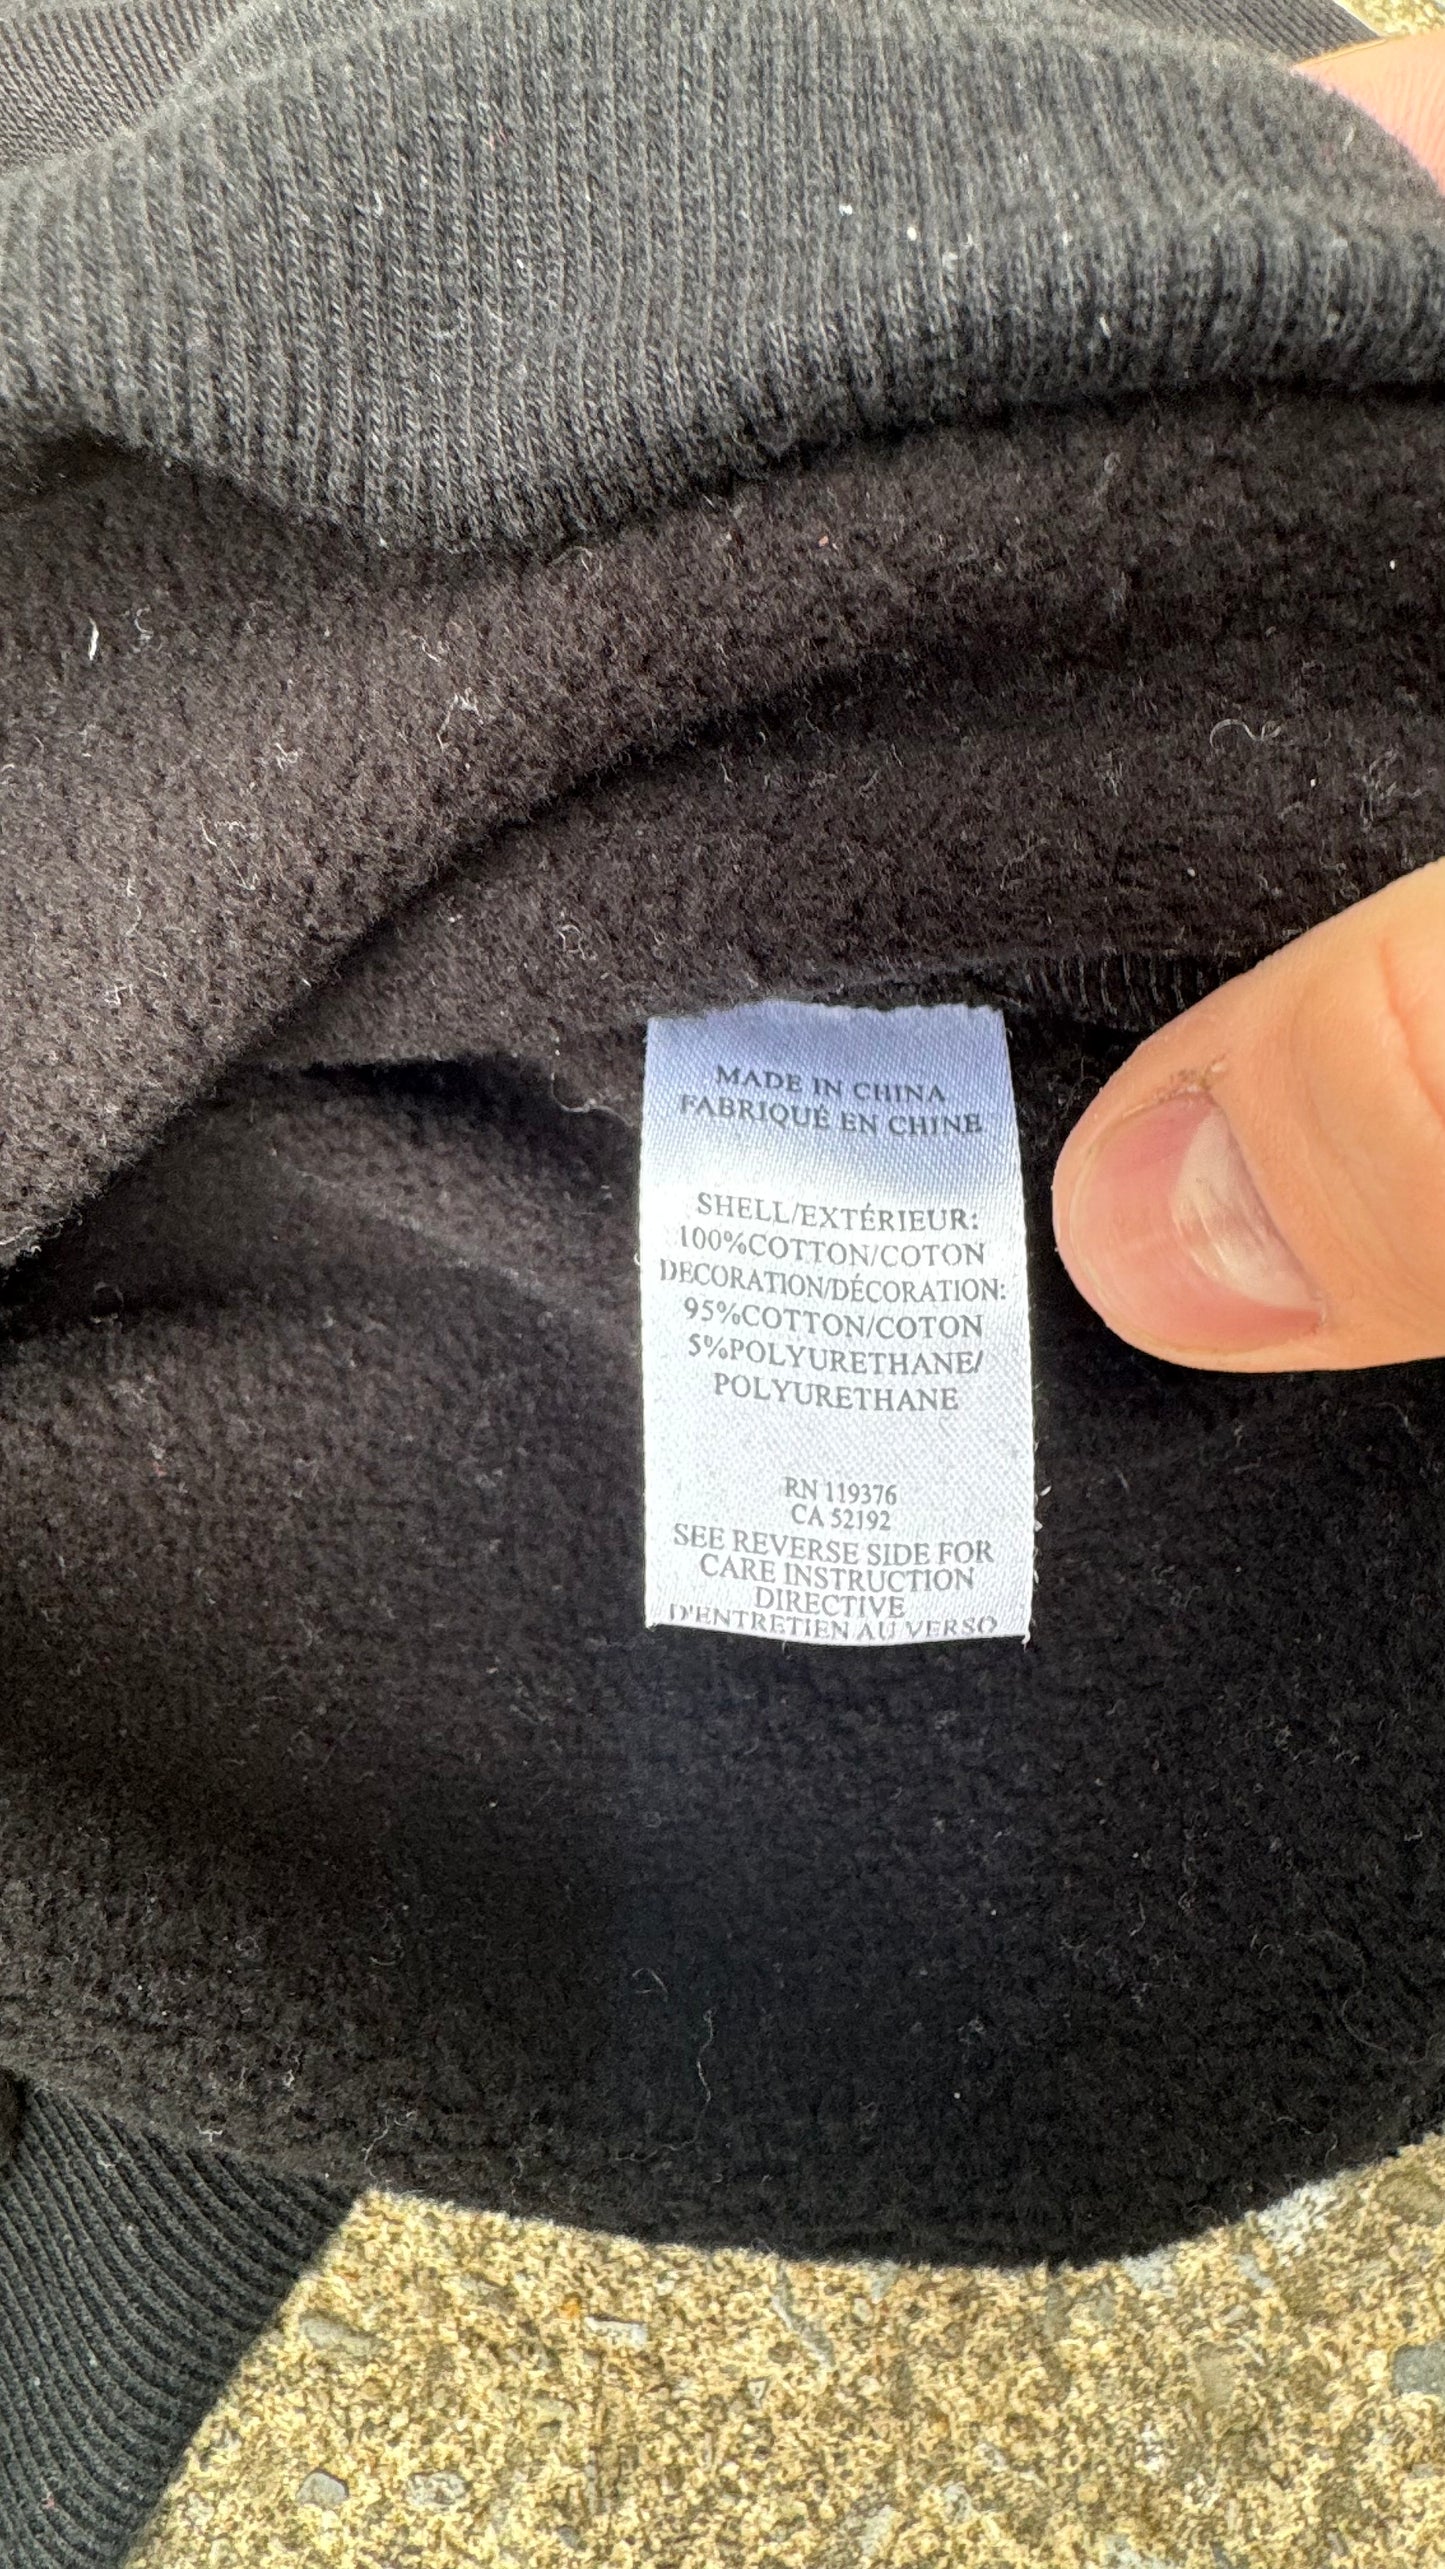 MADE IN CHINA
FABRIQUÉ EN CHINE
SHELL/EXTÉRIEUR:
100%COTTON/COTON
DECORATION/DÉCORATION:
95%COTTON/COTON
5%POLYURETHANE/
POLYURETHANE
RN 119376
CA 52192
SEE REVERSE SIDE FOR
CARE INSTRUCTION
DIRECTIVE
D'ENTRETIEN AU VERSO